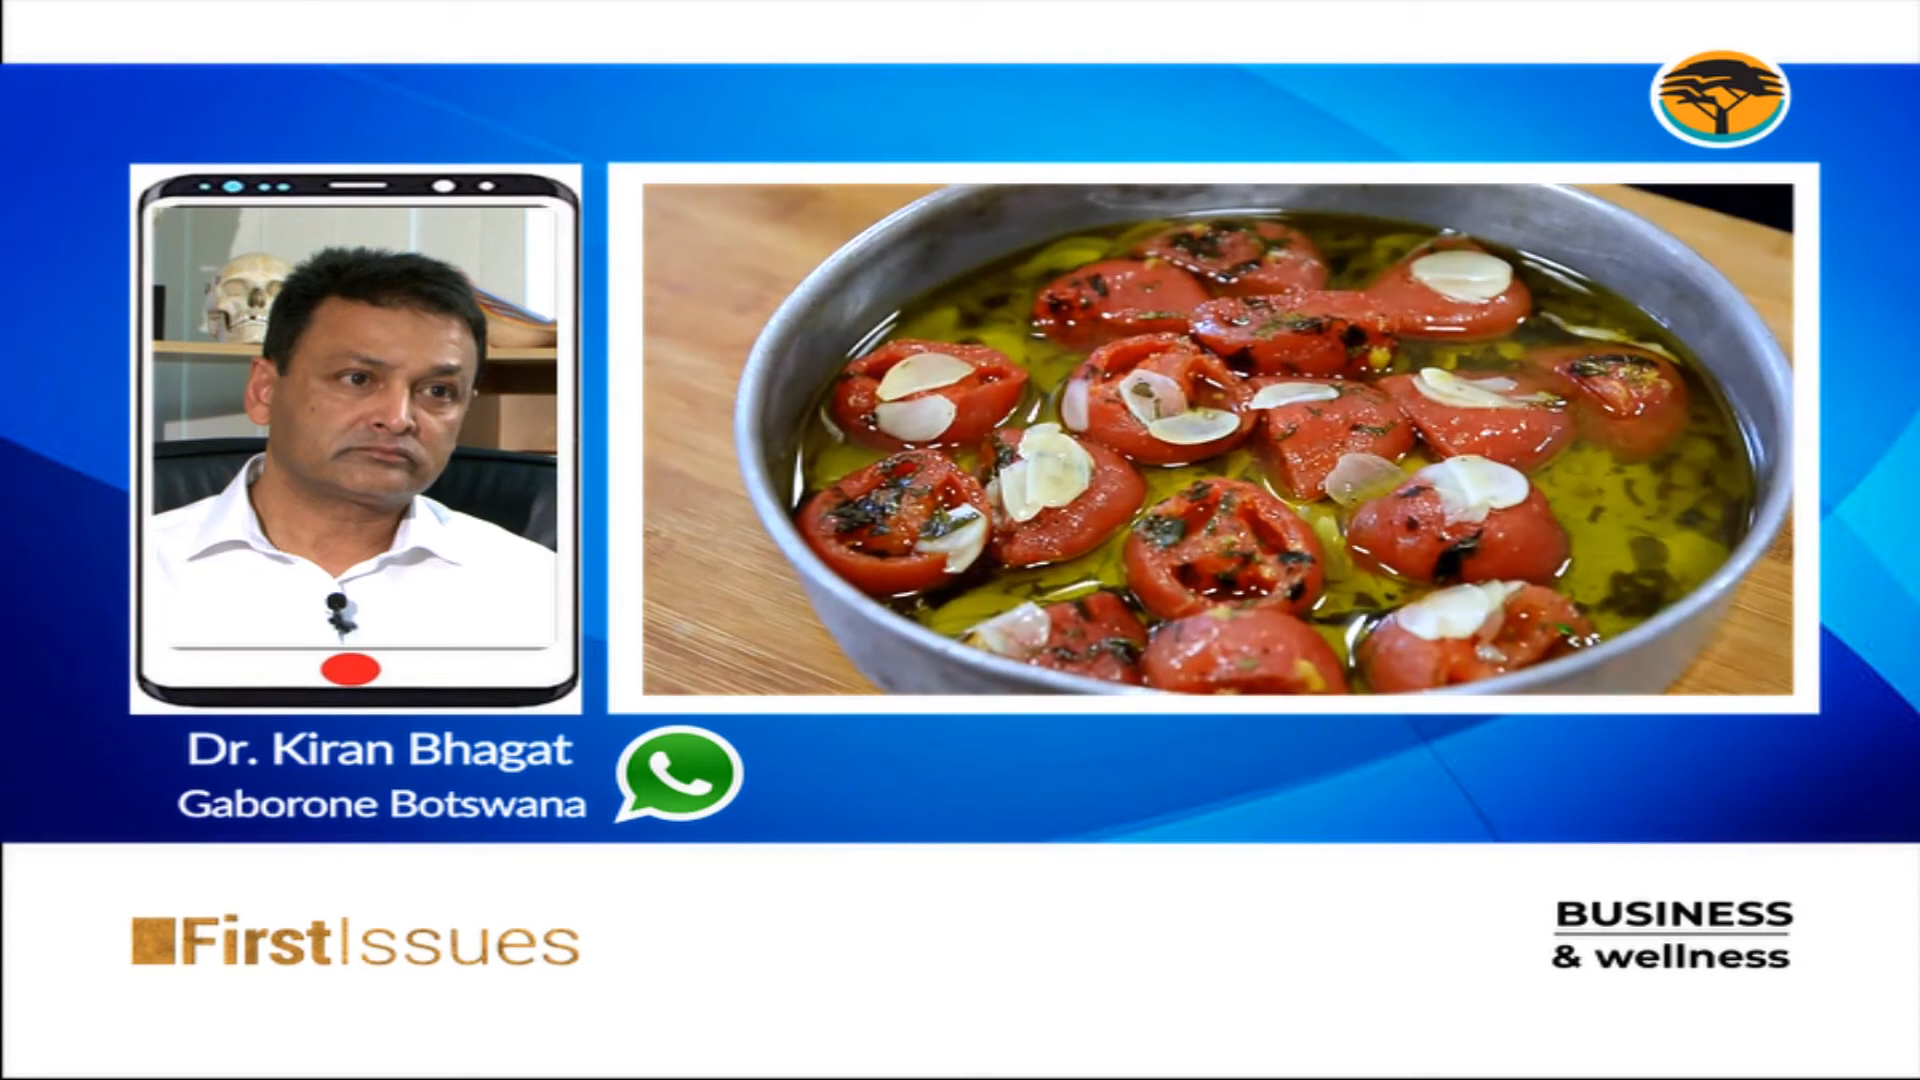 Dr. Kiran Bhagat
Gaborone Botswana
First|Issues
BUSINESS
& wellness